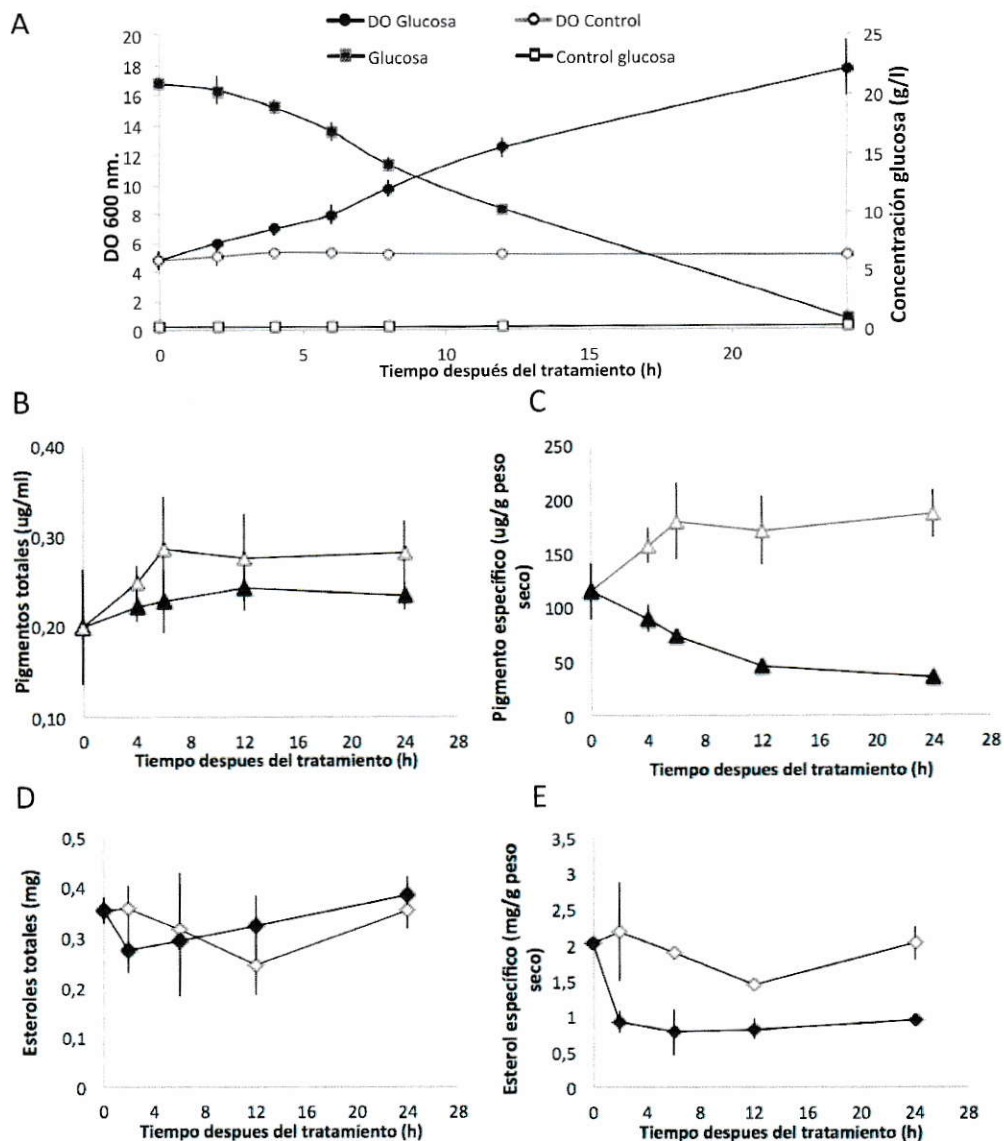 A
DO Glucosa
DO Control
Glucosa
Control glucosa
DO 600 nm.
20
18
16
14
12
10
8
6
4
2
0
25
20
15
10
5
0
Concentración glucosa (g/l)
0 5 10 15 20
Tiempo después del tratamiento (h)
B
Pigmentos totales (ug/ml)
0,40
0,30
0,20
0,10
0 4 8 12 16 20 24 28
Tiempo despues del tratamiento (h)
C
Pigmento específico (ug/g peso
seco)
250
200
150
100
50
0
0 4 8 12 16 20 24 28
Tiempo despues del tratamiento (h)
D
Esteroles totales (mg)
0,5
0,4
0,3
0,2
0,1
0
0 4 8 12 16 20 24 28
Tiempo despues del tratamiento (h)
E
Esterol específico (mg/g peso
seco)
3,5
3
2,5
2
1,5
1
0,5
0
0 4 8 12 16 20 24 28
Tiempo despues del tratamiento (h)